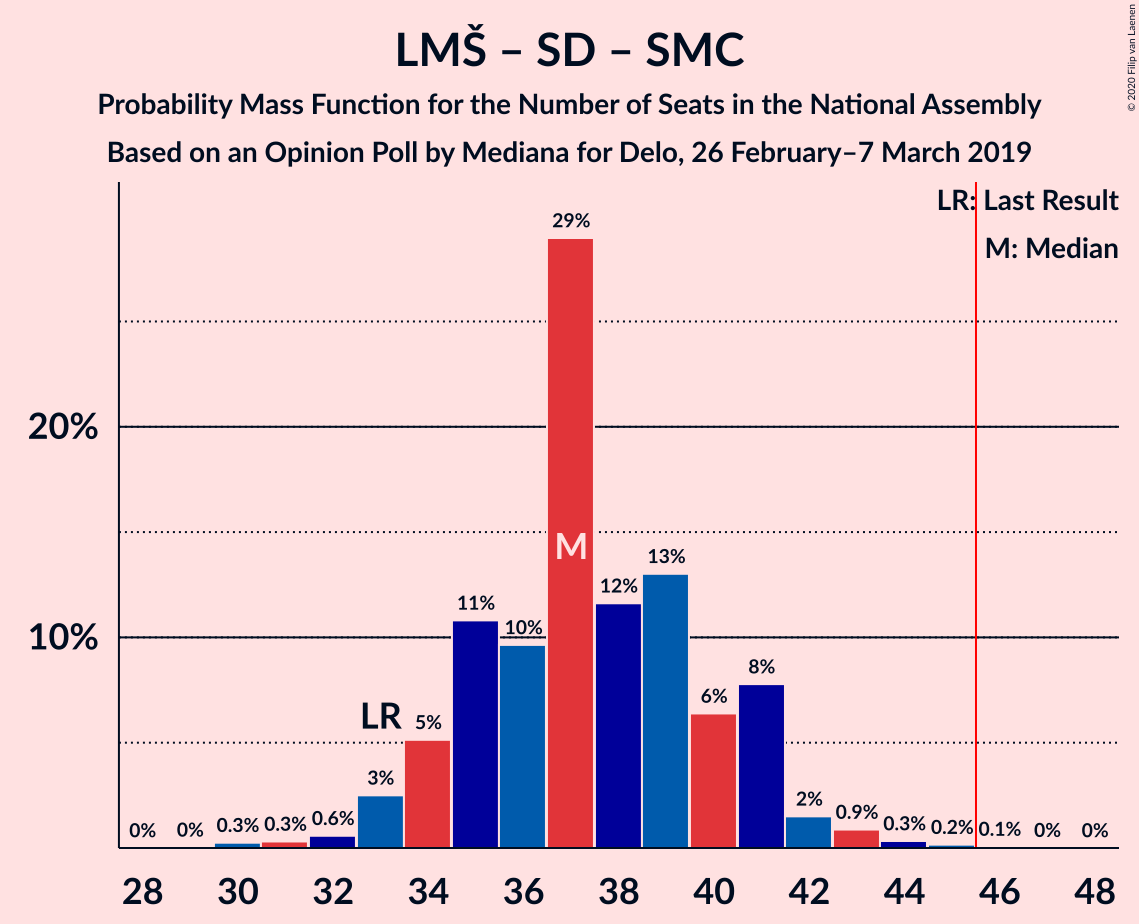 LMŠ – SD – SMC
Probability Mass Function for the Number of Seats in the National Assembly
Based on an Opinion Poll by Mediana for Delo, 26 February–7 March 2019
© 2020 Filip van Laenen
LR: Last Result
M: Median
20%
10%
0% 0% 0.3% 0.3% 0.6% 3% 5% 11% 10% 29% 12% 13% 6% 8% 2% 0.9% 0.3% 0.2% 0.1% 0% 0%
LR
M
28 30 32 34 36 38 40 42 44 46 48